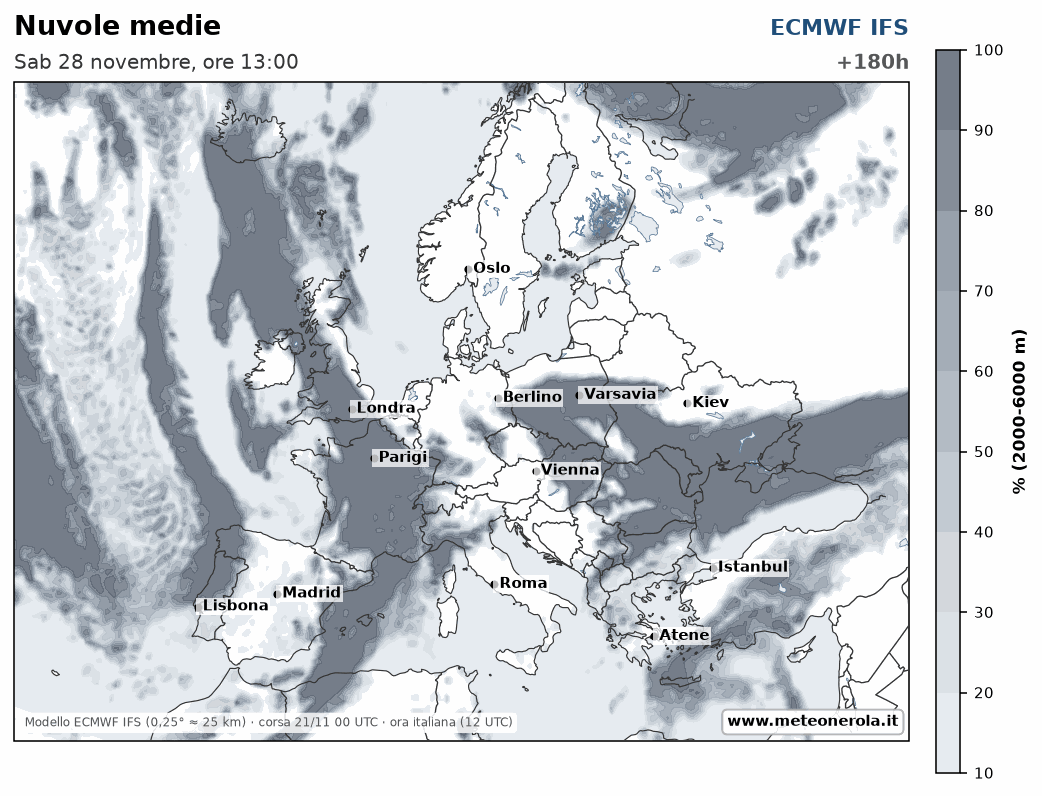 Nuvole medie
ECMWF IFS
Sab 28 novembre, ore 13:00
+180h
100
90
80
70
60
50
40
30
20
10
% (2000-6000 m)
Oslo
Berlino
Varsavia
Kiev
Londra
Parigi
Vienna
Istanbul
Roma
Madrid
Lisbona
Atene
Modello ECMWF IFS (0,25° ≈ 25 km) · corsa 21/11 00 UTC · ora italiana (12 UTC)
www.meteonerola.it